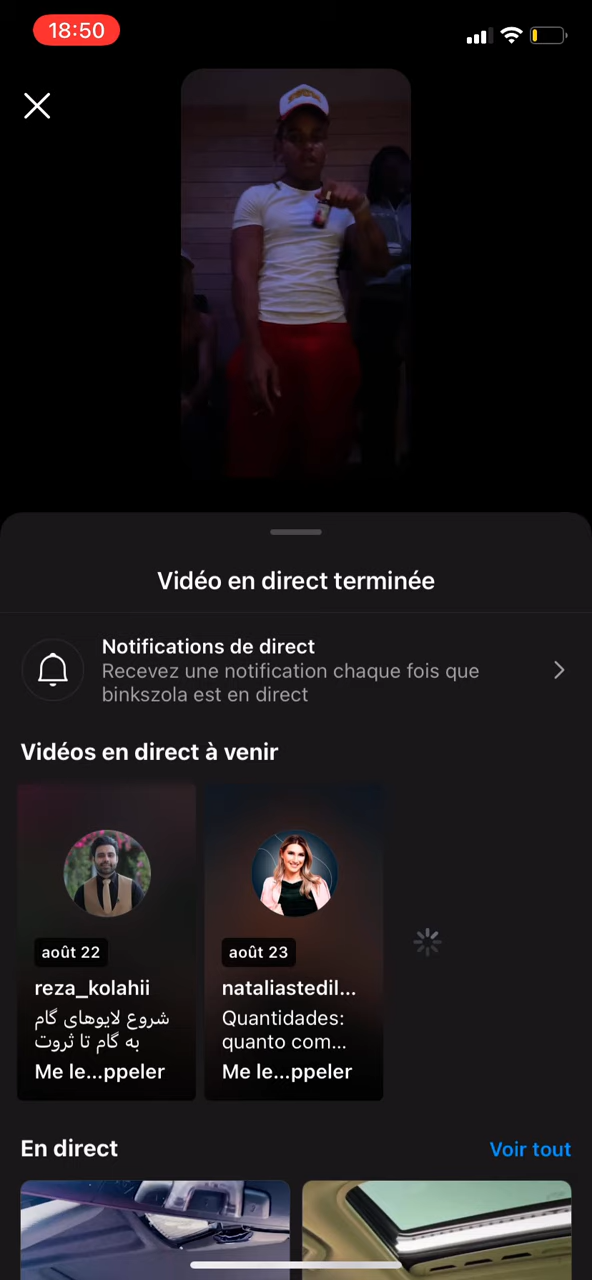 18:50
Vidéo en direct terminée
Notifications de direct
Recevez une notification chaque fois que
binkszola est en direct
Vidéos en direct à venir
août 22
reza_kolahii
شروع لایوهای گام
به گام تا ثروت
Me le...ppeler
août 23
nataliastedil...
Quantidades:
quanto com...
Me le...ppeler
En direct
Voir tout